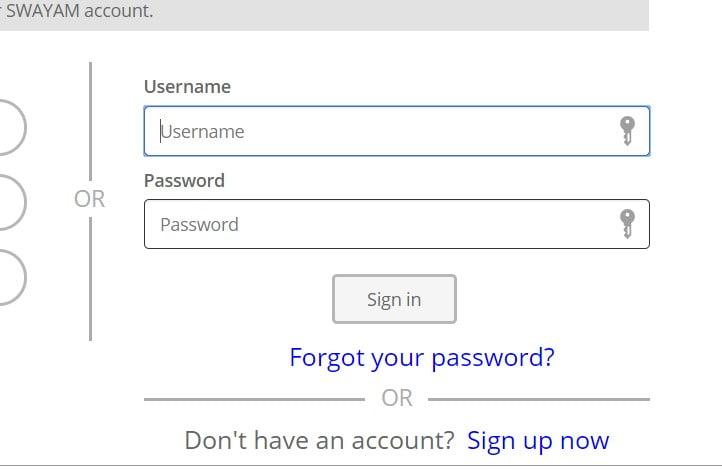 SWAYAM account.
Username
Username
OR
Password
Password
Sign in
Forgot your password?
OR
Don't have an account? Sign up now